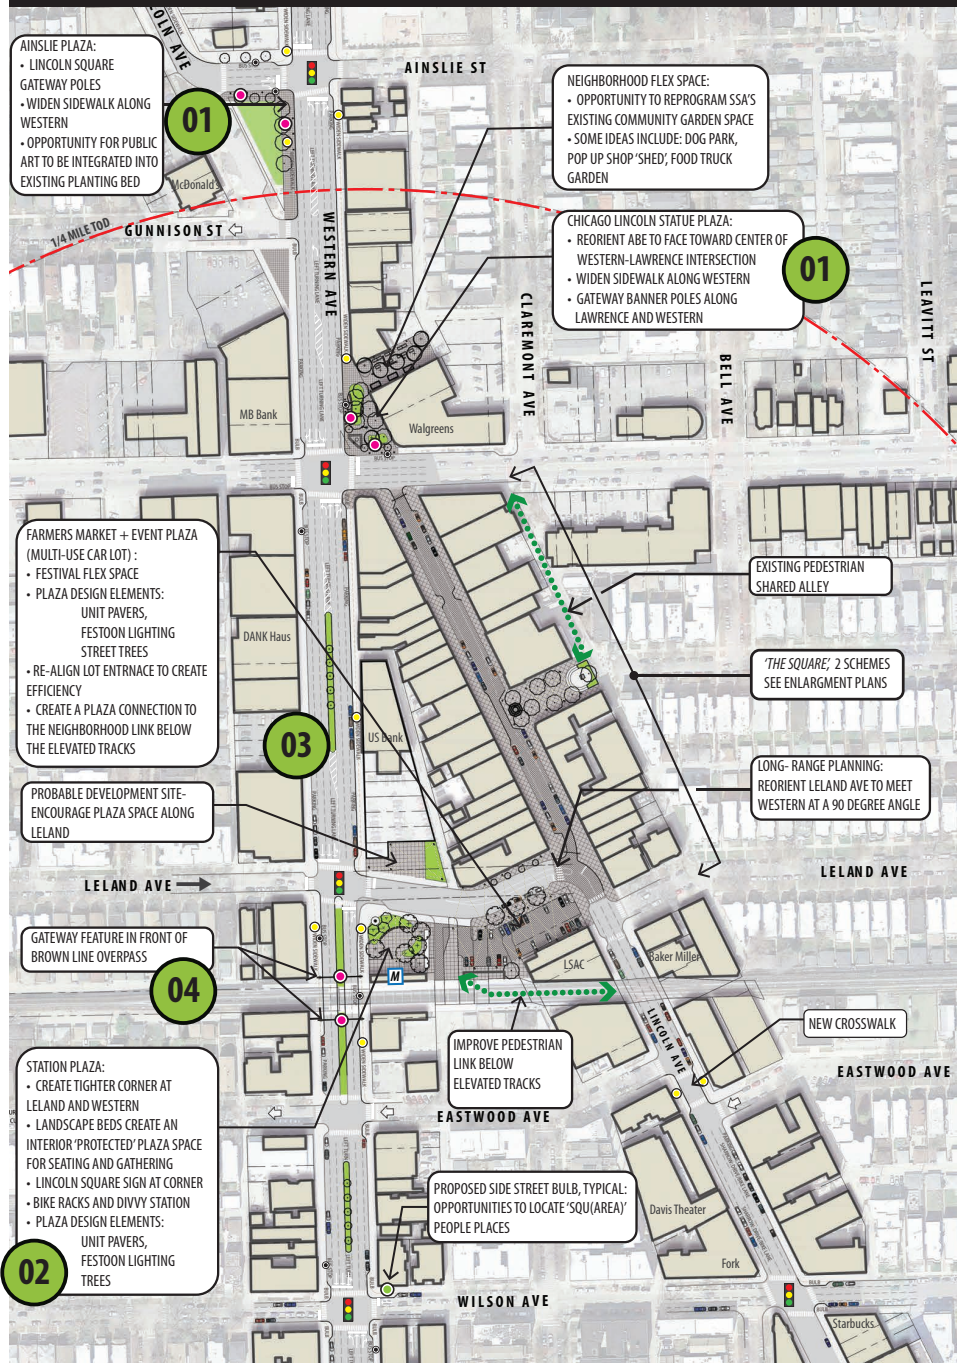 LINCOLN AVE
AINSLIE PLAZA:
• LINCOLN SQUARE
GATEWAY POLES
• WIDEN SIDEWALK ALONG
WESTERN
• OPPORTUNITY FOR PUBLIC
ART TO BE INTEGRATED INTO
EXISTING PLANTING BED
01
AINSLIE ST
NEIGHBORHOOD FLEX SPACE:
• OPPORTUNITY TO REPROGRAM SSA'S
EXISTING COMMUNITY GARDEN SPACE
• SOME IDEAS INCLUDE: DOG PARK,
POP UP SHOP 'SHED', FOOD TRUCK
GARDEN
McDonald's
1/4 MILE TOD
GUNNISON ST
WESTERN AVE
CHICAGO LINCOLN STATUE PLAZA:
• REORIENT ABE TO FACE TOWARD CENTER OF
WESTERN-LAWRENCE INTERSECTION
• WIDEN SIDEWALK ALONG WESTERN
• GATEWAY BANNER POLES ALONG
LAWRENCE AND WESTERN
01
CLAREMONT AVE
BELL AVE
LEAVITT ST
MB Bank
Walgreens
BUS STOP
FARMERS MARKET + EVENT PLAZA
(MULTI-USE CAR LOT) :
• FESTIVAL FLEX SPACE
• PLAZA DESIGN ELEMENTS:
UNIT PAVERS,
FESTOON LIGHTING
STREET TREES
• RE-ALIGN LOT ENTRNACE TO CREATE
EFFICIENCY
• CREATE A PLAZA CONNECTION TO
THE NEIGHBORHOOD LINK BELOW
THE ELEVATED TRACKS
DANK Haus
US Bank
03
EXISTING PEDESTRIAN
SHARED ALLEY
'THE SQUARE,' 2 SCHEMES
SEE ENLARGMENT PLANS
LONG- RANGE PLANNING:
REORIENT LELAND AVE TO MEET
WESTERN AT A 90 DEGREE ANGLE
PROBABLE DEVELOPMENT SITE-
ENCOURAGE PLAZA SPACE ALONG
LELAND
LELAND AVE
LELAND AVE
GATEWAY FEATURE IN FRONT OF
BROWN LINE OVERPASS
04
M
LSAC
Baker Miller
LINCOLN AVE
NEW CROSSWALK
IMPROVE PEDESTRIAN
LINK BELOW
ELEVATED TRACKS
EASTWOOD AVE
EASTWOOD AVE
STATION PLAZA:
• CREATE TIGHTER CORNER AT
LELAND AND WESTERN
• LANDSCAPE BEDS CREATE AN
INTERIOR 'PROTECTED' PLAZA SPACE
FOR SEATING AND GATHERING
• LINCOLN SQUARE SIGN AT CORNER
• BIKE RACKS AND DIVVY STATION
• PLAZA DESIGN ELEMENTS:
UNIT PAVERS,
FESTOON LIGHTING
TREES
02
PROPOSED SIDE STREET BULB, TYPICAL:
OPPORTUNITIES TO LOCATE 'SQU(AREA)'
PEOPLE PLACES
Davis Theater
Fork
Starbucks
WILSON AVE